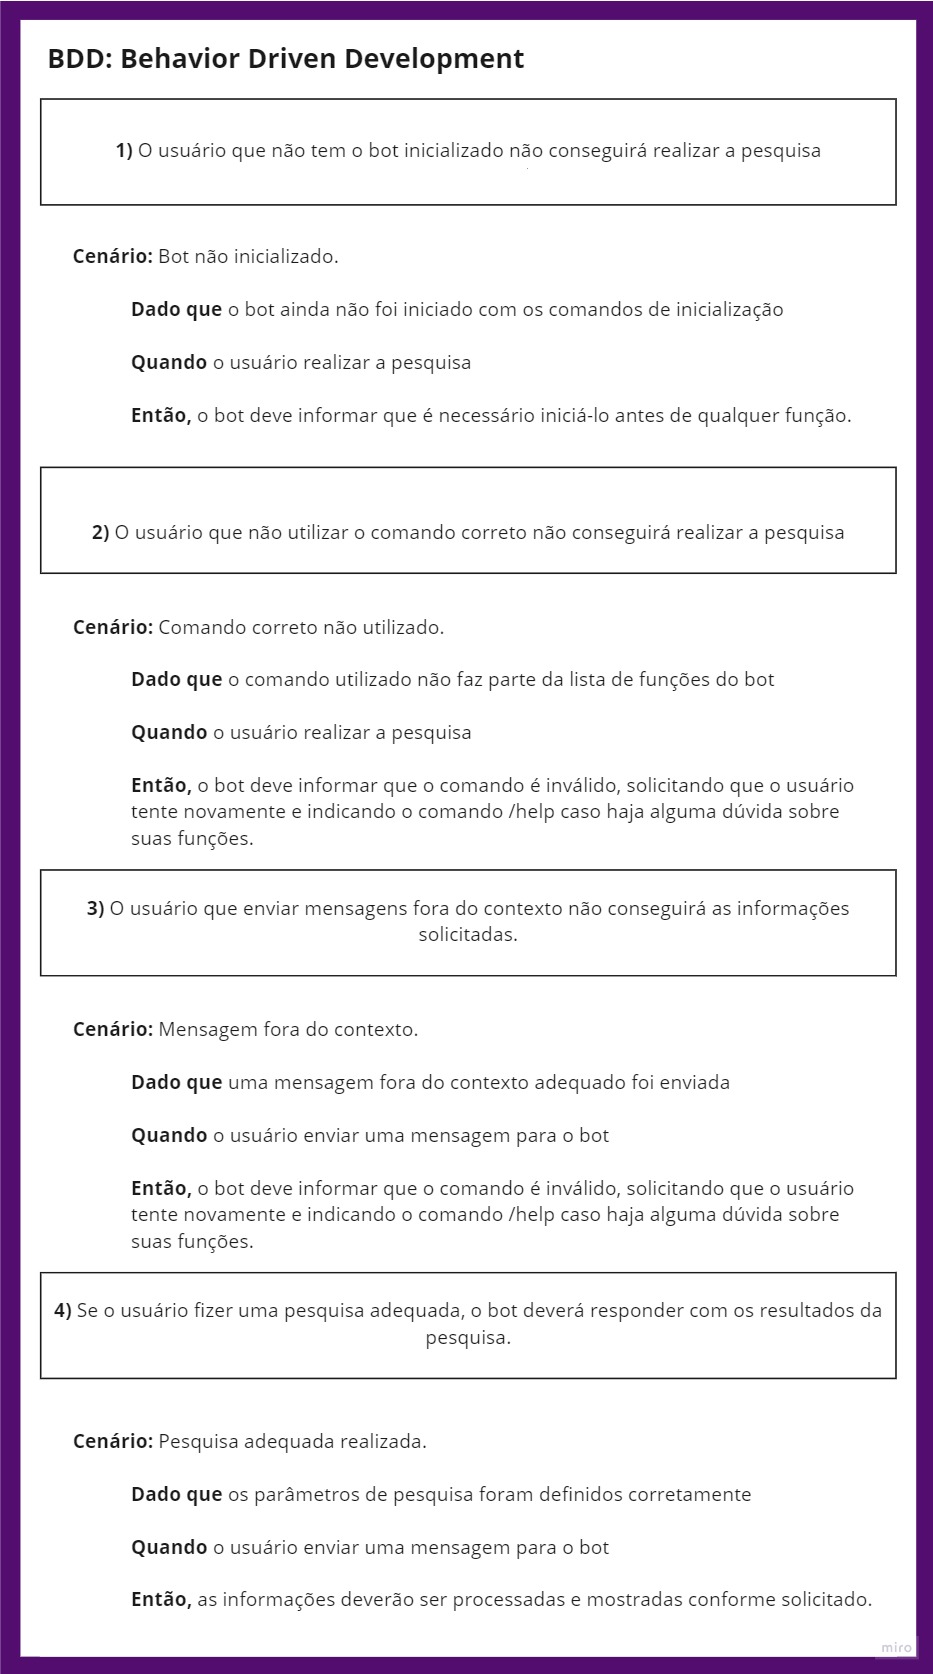 BDD: Behavior Driven Development
1) O usuário que não tem o bot inicializado não conseguirá realizar a pesquisa
Cenário: Bot não inicializado.
Dado que o bot ainda não foi iniciado com os comandos de inicialização
Quando o usuário realizar a pesquisa
Então, o bot deve informar que é necessário iniciá-lo antes de qualquer função.
2) O usuário que não utilizar o comando correto não conseguirá realizar a pesquisa
Cenário: Comando correto não utilizado.
Dado que o comando utilizado não faz parte da lista de funções do bot
Quando o usuário realizar a pesquisa
Então, o bot deve informar que o comando é inválido, solicitando que o usuário
tente novamente e indicando o comando /help caso haja alguma dúvida sobre
suas funções.
3) O usuário que enviar mensagens fora do contexto não conseguirá as informações
solicitadas.
Cenário: Mensagem fora do contexto.
Dado que uma mensagem fora do contexto adequado foi enviada
Quando o usuário enviar uma mensagem para o bot
Então, o bot deve informar que o comando é inválido, solicitando que o usuário
tente novamente e indicando o comando /help caso haja alguma dúvida sobre
suas funções.
4) Se o usuário fizer uma pesquisa adequada, o bot deverá responder com os resultados da
pesquisa.
Cenário: Pesquisa adequada realizada.
Dado que os parâmetros de pesquisa foram definidos corretamente
Quando o usuário enviar uma mensagem para o bot
Então, as informações deverão ser processadas e mostradas conforme solicitado.
miro